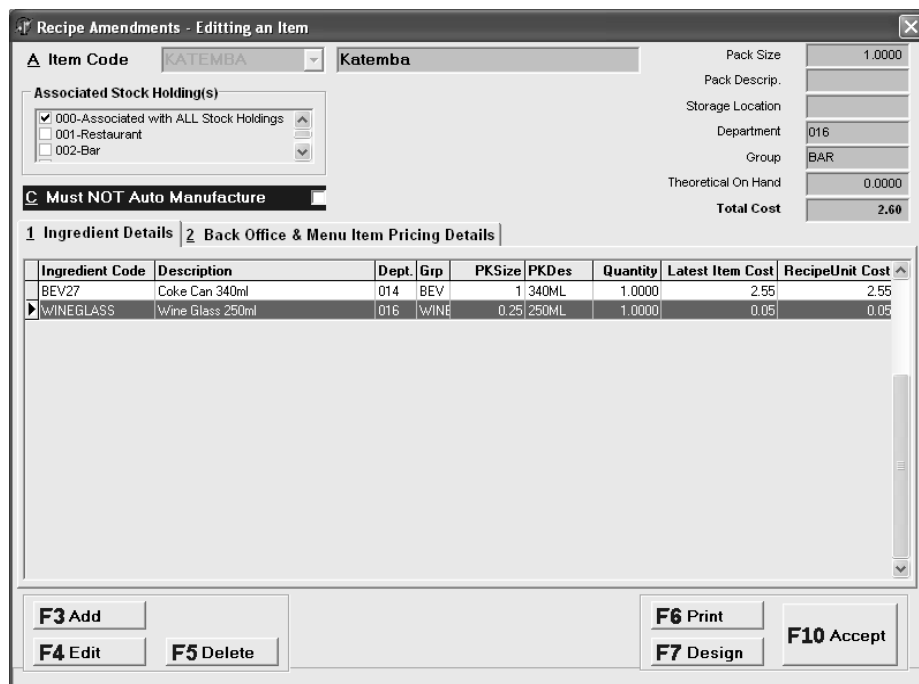 Recipe Amendments - Editting an Item
A Item Code KATEMBA Katemba
Pack Size 1.0000
Pack Descrip.
Storage Location
Department 016
Group BAR
Theoretical On Hand 0.0000
Total Cost 2.60
Associated Stock Holding(s)
000-Associated with ALL Stock Holdings
001-Restaurant
002-Bar
C Must NOT Auto Manufacture
1 Ingredient Details 2 Back Office & Menu Item Pricing Details
Ingredient Code Description Dept. Grp PKSize PKDes Quantity Latest Item Cost RecipeUnit Cost
BEV27 Coke Can 340ml 014 BEV 1 340ML 1.0000 2.55 2.55
WINEGLASS Wine Glass 250ml 016 WINE 0.25 250ML 1.0000 0.05 0.05
F3 Add
F4 Edit F5 Delete
F6 Print
F7 Design
F10 Accept